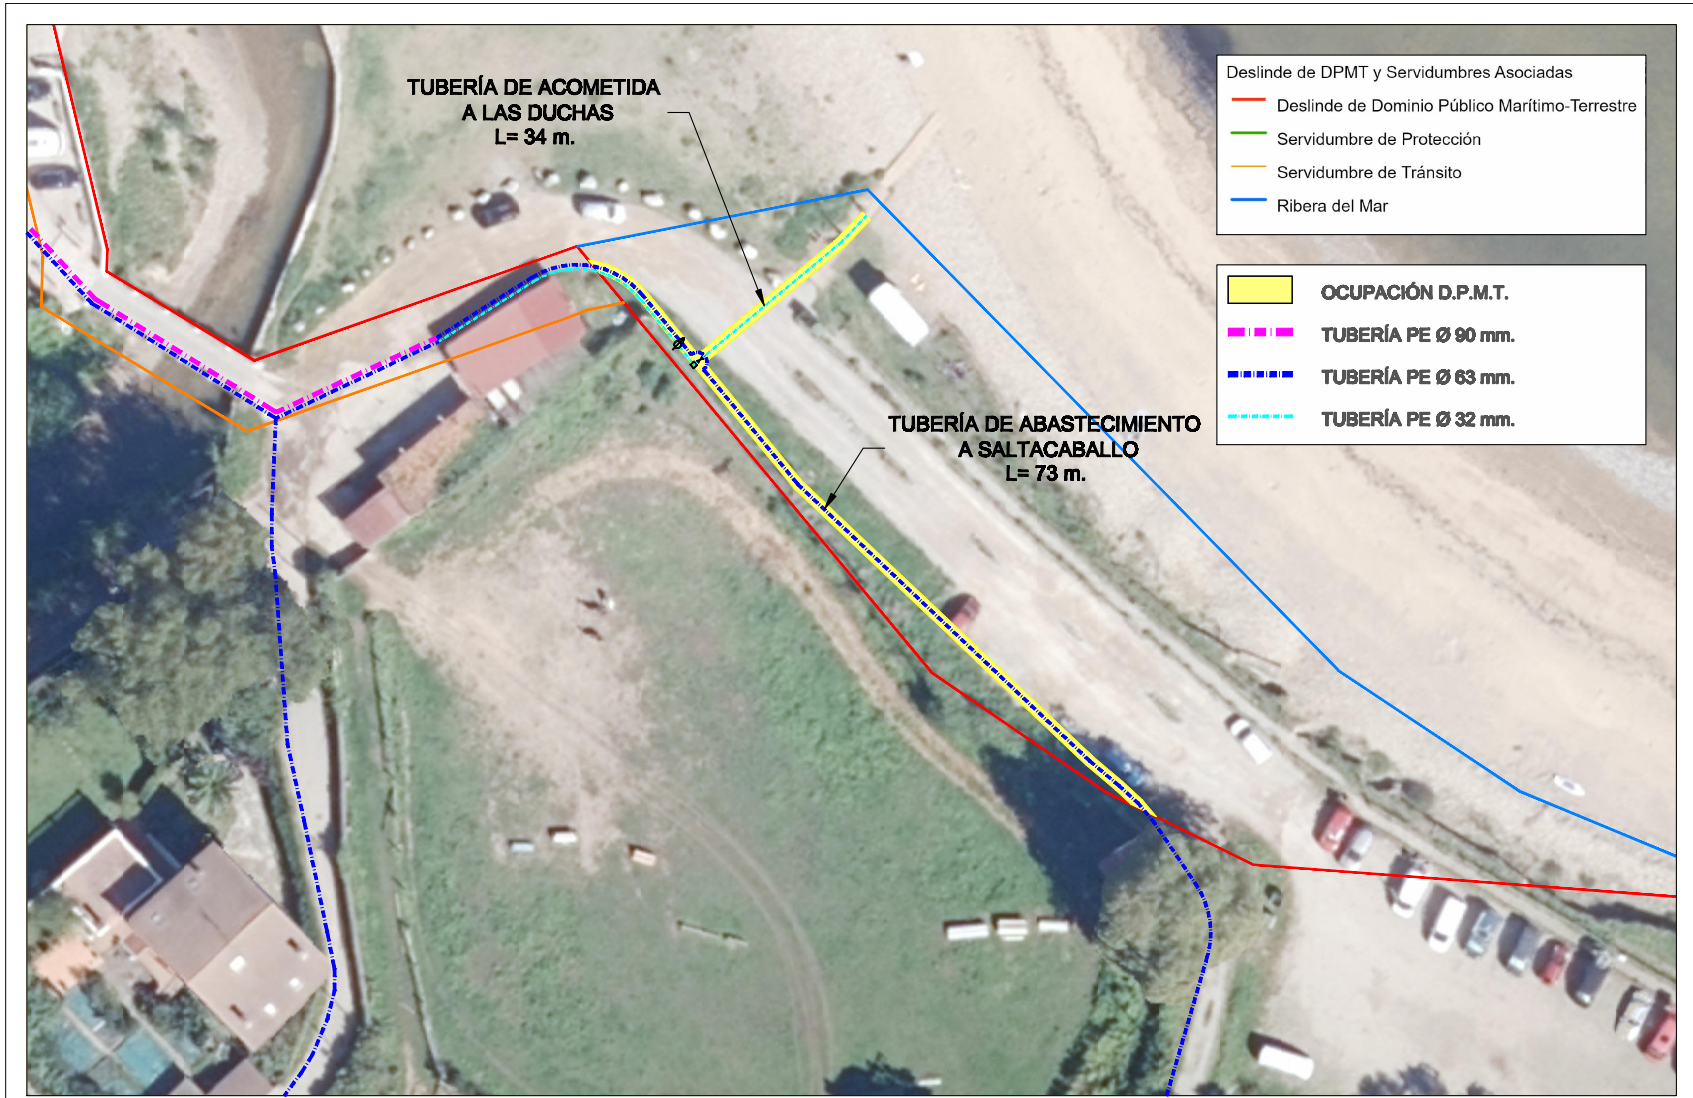 TUBERÍA DE ACOMETIDA
A LAS DUCHAS
L= 34 m.
Deslinde de DPMT y Servidumbres Asociadas
Deslinde de Dominio Público Marítimo-Terrestre
Servidumbre de Protección
Servidumbre de Tránsito
Ribera del Mar
OCUPACIÓN D.P.M.T.
TUBERÍA PE Ø 90 mm.
TUBERÍA PE Ø 63 mm.
TUBERÍA PE Ø 32 mm.
TUBERÍA DE ABASTECIMIENTO
A SALTACABALLO
L= 73 m.